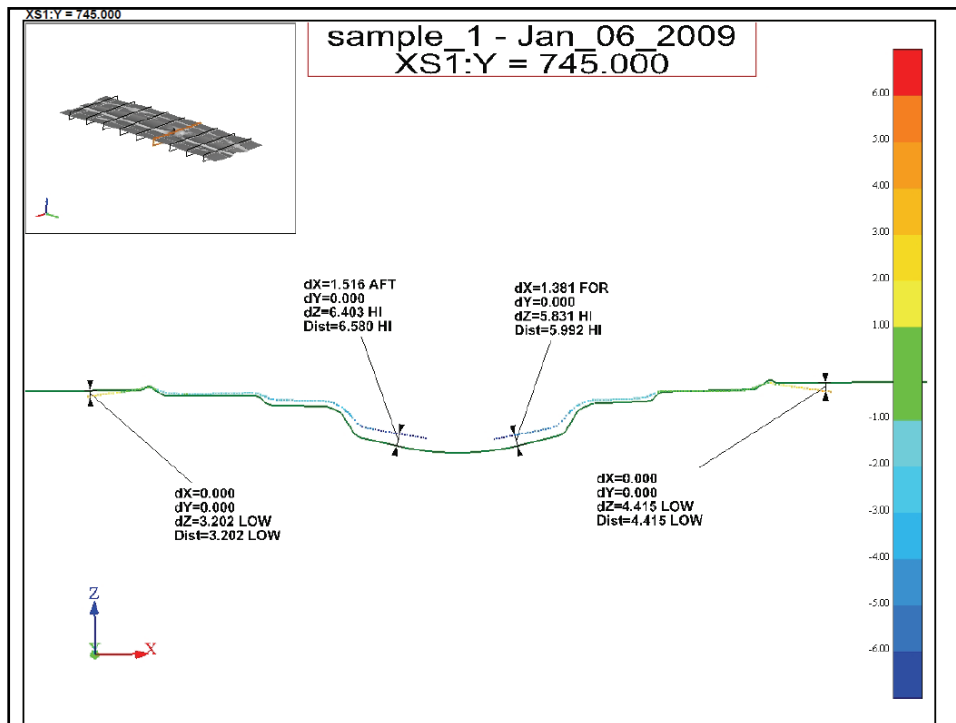 XS1:Y = 745.000
sample_1 - Jan_06_2009
XS1:Y = 745.000
6.00
5.00
4.00
3.00
2.00
1.00
-1.00
-2.00
-3.00
-4.00
-5.00
-6.00
dX=1.516 AFT
dY=0.000
dZ=6.403 HI
Dist=6.580 HI
dX=1.381 FOR
dY=0.000
dZ=5.831 HI
Dist=5.992 HI
dX=0.000
dY=0.000
dZ=3.202 LOW
Dist=3.202 LOW
dX=0.000
dY=0.000
dZ=4.415 LOW
Dist=4.415 LOW
Z
Y
X